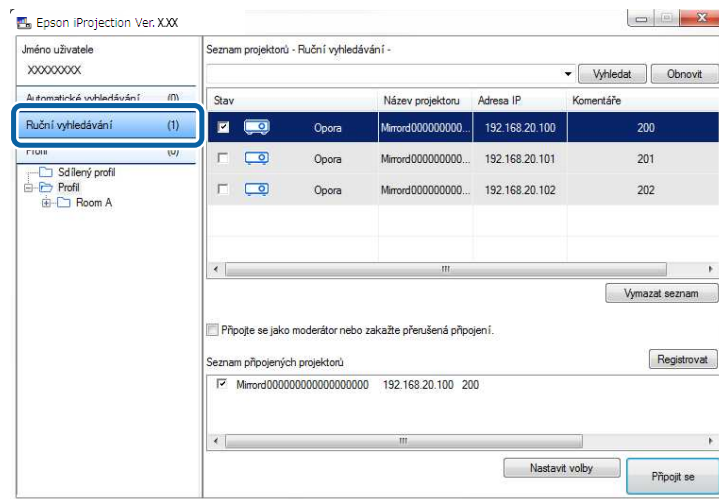 Epson iProjection Ver. X.XX
Jméno uživatele
XXXXXXXX
Automatické vyhledávání (0)
Ruční vyhledávání (1)
Profil (0)
Sdílený profil
Profil
Room A
Seznam projektorů - Ruční vyhledávání -
Vyhledat Obnovit
Stav Název projektoru Adresa IP Komentáře
Opora Mirrord000000000... 192.168.20.100 200
Opora Mirrord000000000... 192.168.20.101 201
Opora Mirrord000000000... 192.168.20.102 202
Vymazat seznam
Připojte se jako moderátor nebo zakažte přerušená připojení.
Seznam připojených projektorů Registrovat
Mirrord000000000000000000 192.168.20.100 200
Nastavit volby Připojit se